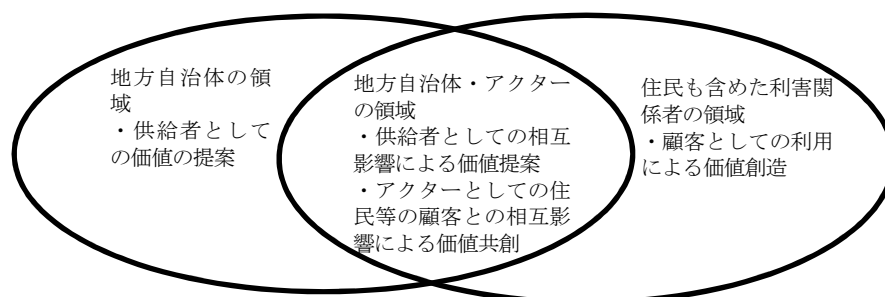 地方自治体の領
域
・供給者として
の価値の提案
地方自治体・アクター
の領域
・供給者としての相互
影響による価値提案
・アクターとしての住
民等の顧客との相互影
響による価値共創
住民も含めた利害関
係者の領域
・顧客としての利用
による価値創造